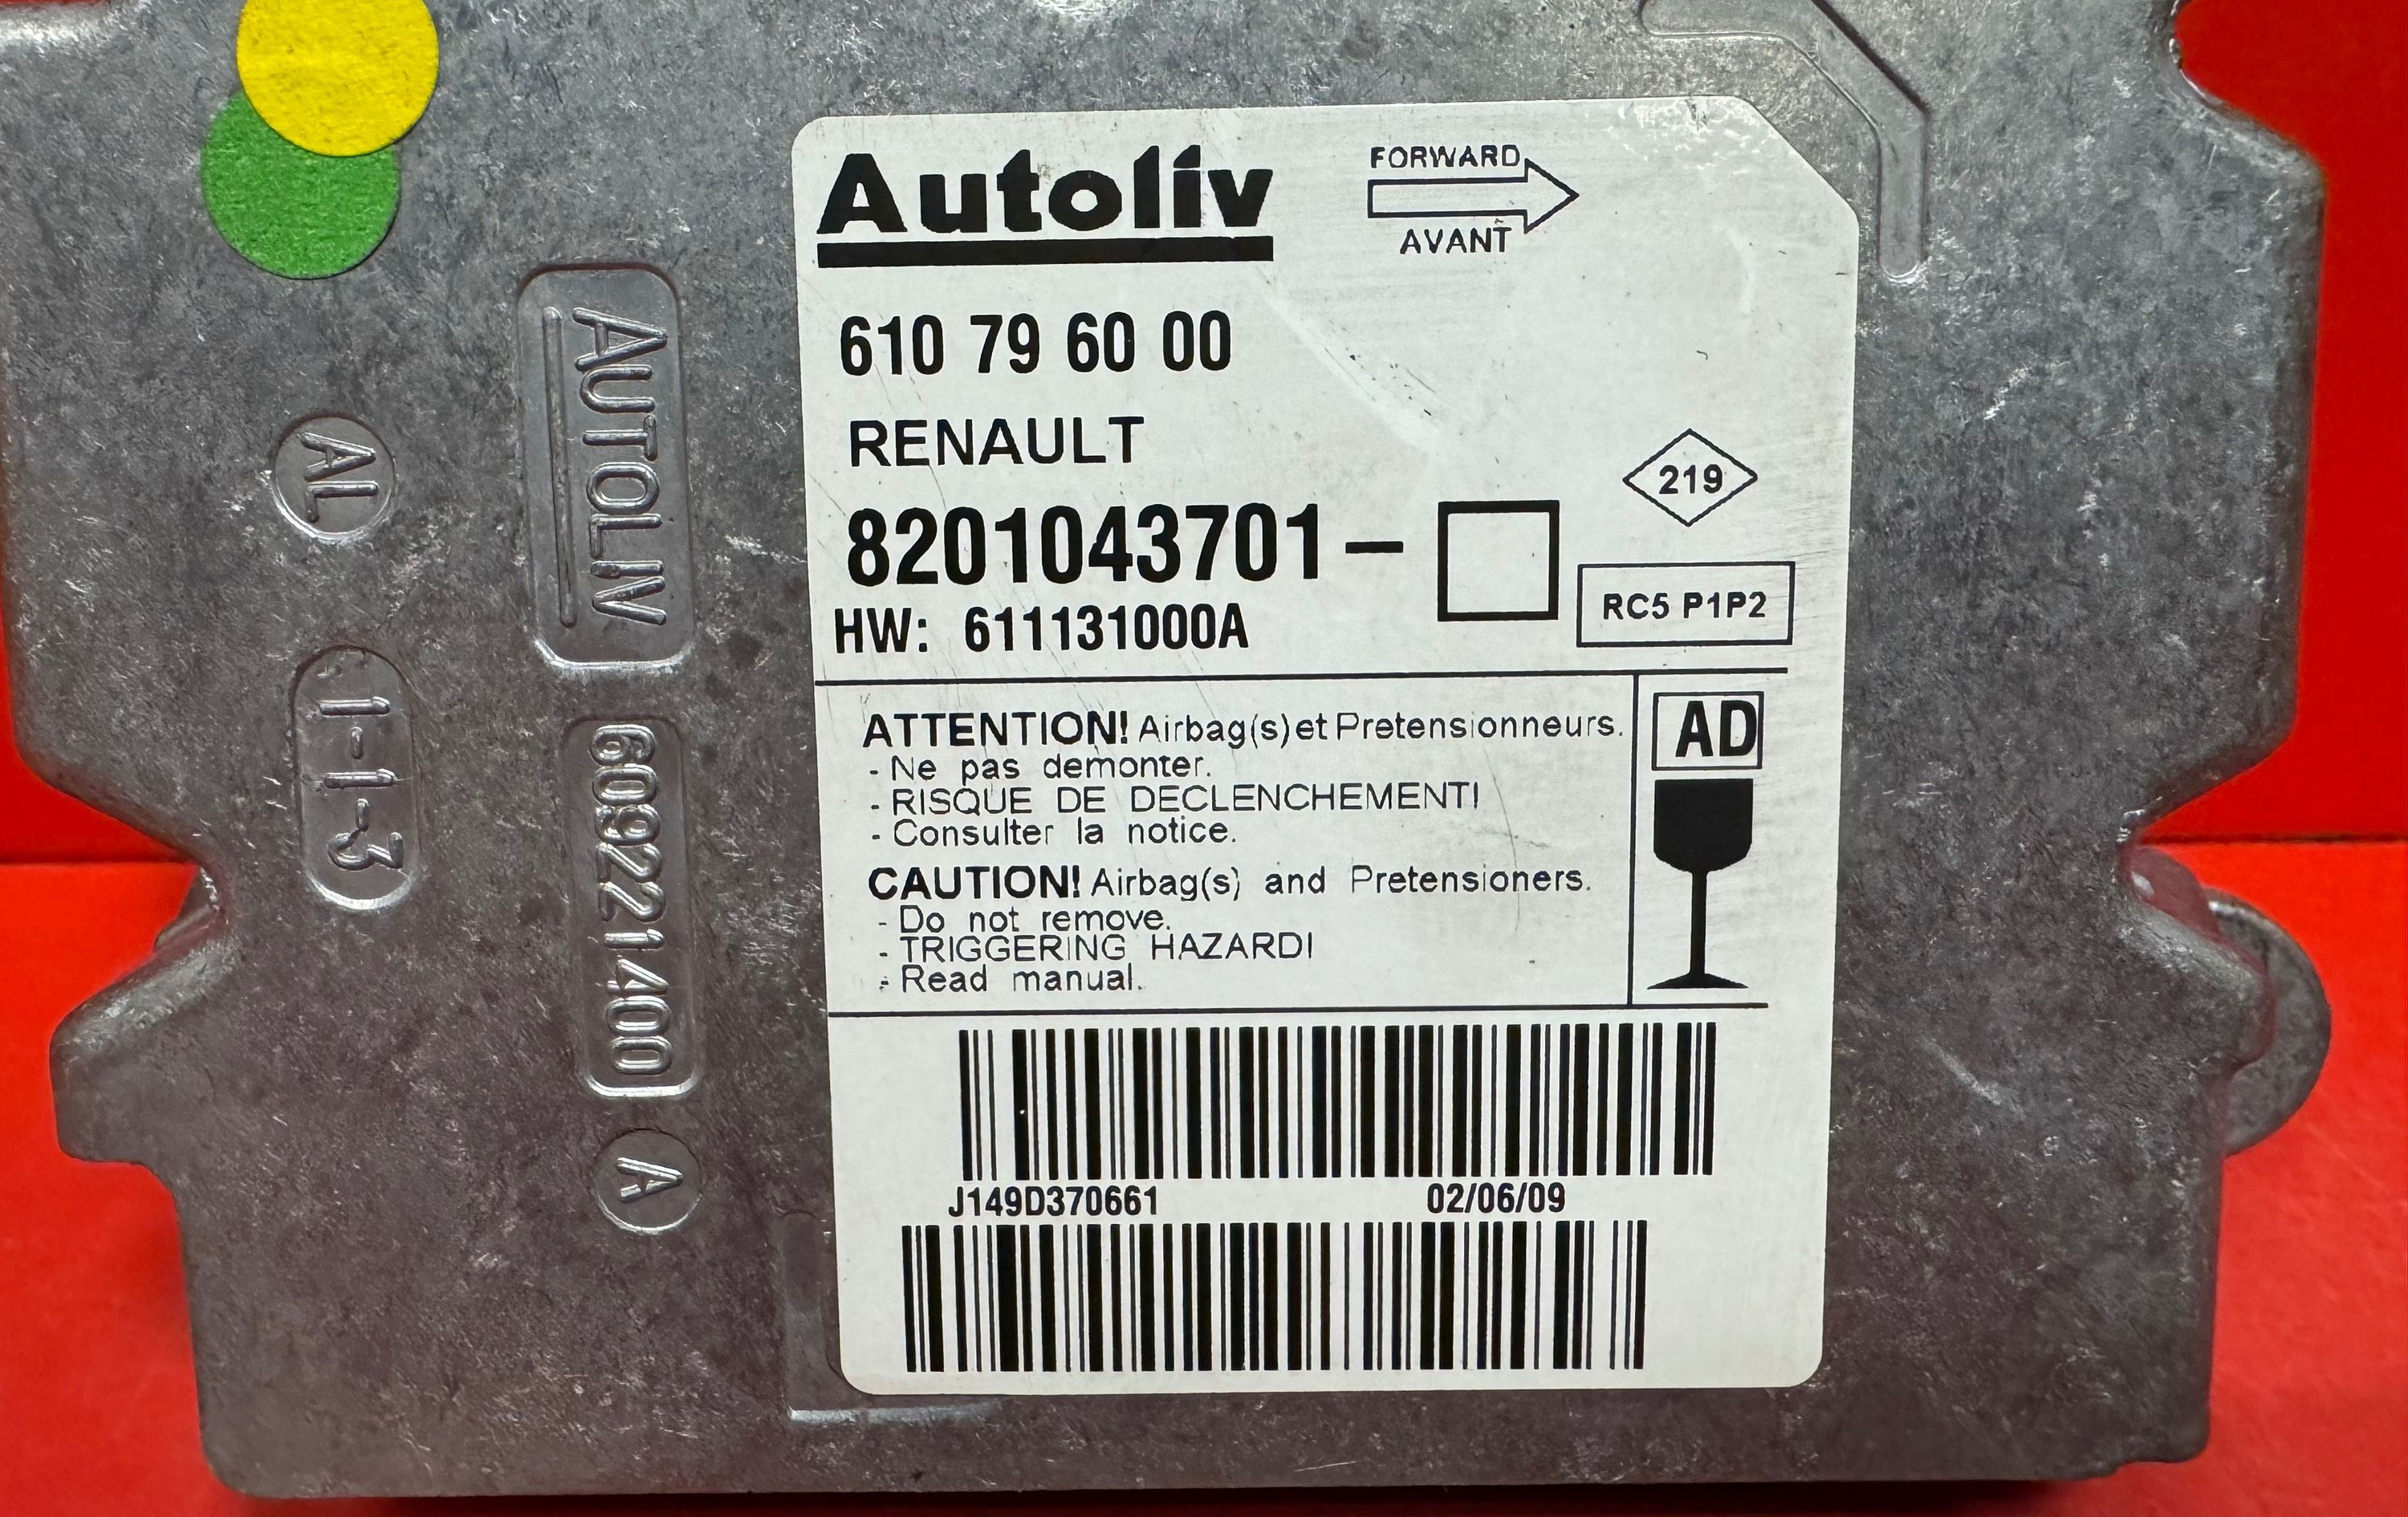 Autoliv
FORWARD
AVANT
610 79 60 00
RENAULT
219
8201043701 –
RC5 P1P2
HW: 611131000A
ATTENTION! Airbag(s) et Pretensionneurs.
- Ne pas demonter.
- RISQUE DE DECLENCHEMENT!
- Consulter la notice.
AD
CAUTION! Airbag(s) and Pretensioners.
- Do not remove.
- TRIGGERING HAZARD!
- Read manual.
J149D370661 02/06/09
AUTOLIV
609221400
A
AL
1-1-3